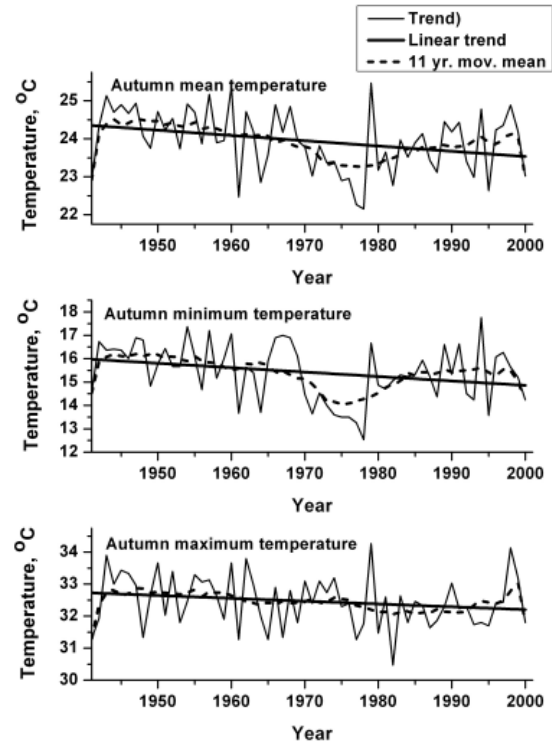 Trend)
Linear trend
11 yr. mov. mean
Autumn mean temperature
Temperature, °C
25
24
23
22
1950 1960 1970 1980 1990 2000
Year
Autumn minimum temperature
Temperature, °C
18
17
16
15
14
13
12
1950 1960 1970 1980 1990 2000
Year
Autumn maximum temperature
Temperature, °C
34
33
32
31
30
1950 1960 1970 1980 1990 2000
Year